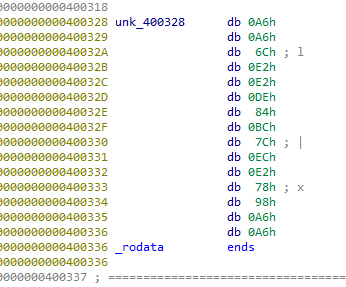 0000000000400318
0000000000400328 unk_400328 db 0A6h
0000000000400329 db 0A6h
000000000040032A db 6Ch ; l
000000000040032B db 0E2h
000000000040032C db 0E2h
000000000040032D db 0DEh
000000000040032E db 84h
000000000040032F db 0BCh
0000000000400330 db 7Ch ; |
0000000000400331 db 0ECh
0000000000400332 db 0E2h
0000000000400333 db 78h ; x
0000000000400334 db 98h
0000000000400335 db 0A6h
0000000000400336 db 0A6h
0000000000400336 _rodata ends
0000000000400336
0000000400337 ; ==================================